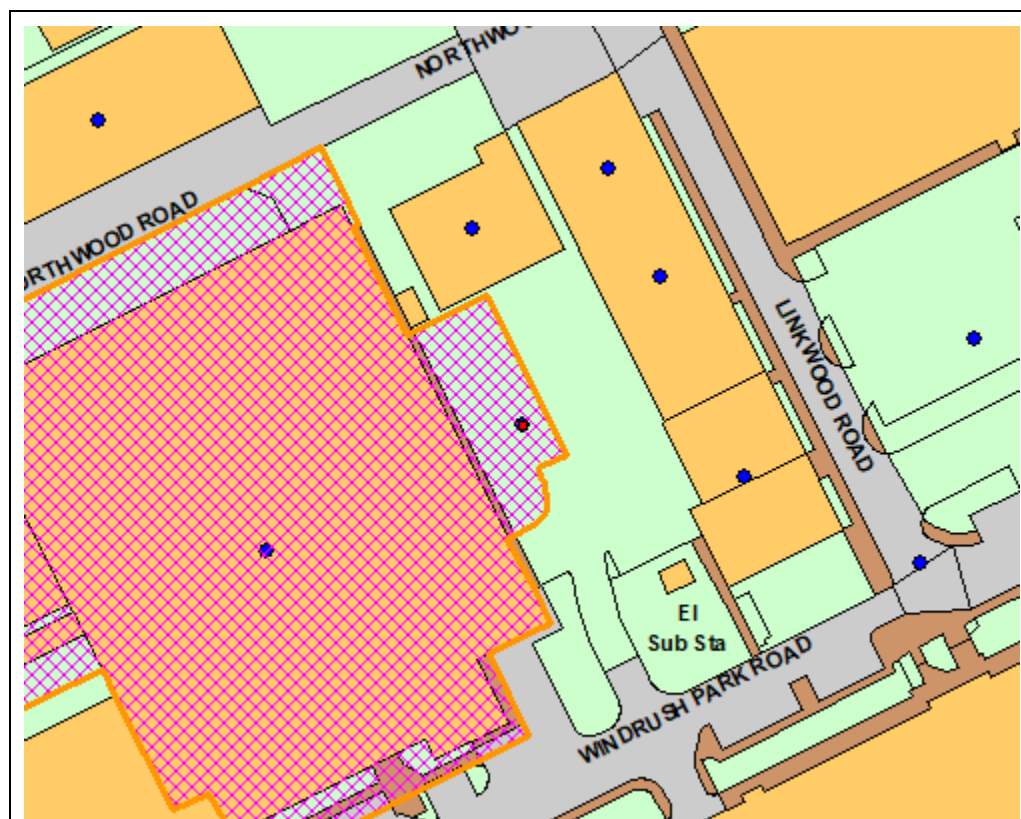 NORTHWO
ORTHWOOD ROAD
LINKWOOD ROAD
El
Sub Sta
WINDRUSH PARK ROAD